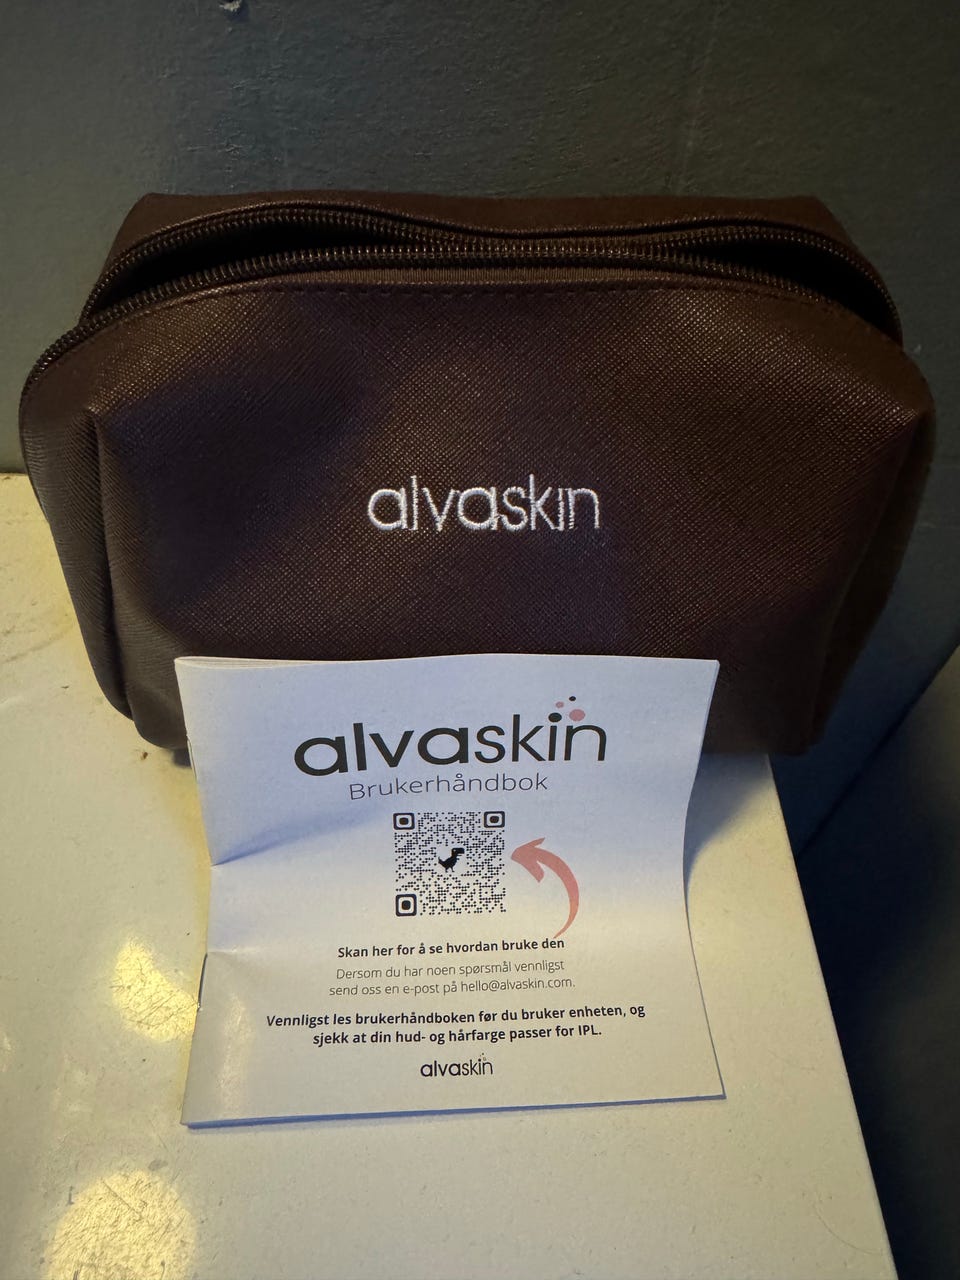 alvaskin
alvaskin
Brukerhåndbok
Skan her for å se hvordan bruke den
Dersom du har noen spørsmål vennligst
send oss en e-post på hello@alvaskin.com.
Vennligst les brukerhåndboken før du bruker enheten, og
sjekk at din hud- og hårfarge passer for IPL.
alvaskin